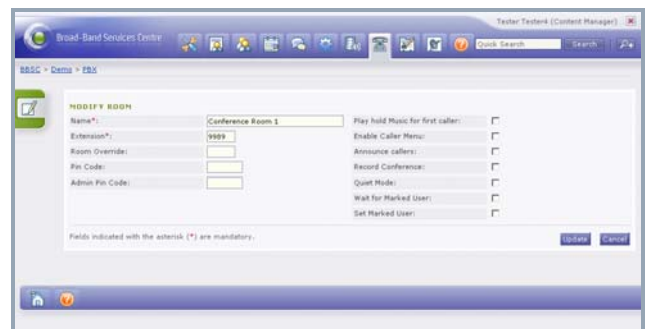 Tester Tester4 (Content Manager)
Broad-Band Services Centre
Quick Search
Search
BBSC > Demo > PBX
MODIFY ROOM
Name*:
Conference Room 1
Play hold Music for first caller:
Extension*:
9989
Enable Caller Menu:
Room Override:
Announce callers:
Pin Code:
Record Conference:
Admin Pin Code:
Quiet Mode:
Wait for Marked User:
Set Marked User:
Fields indicated with the asterisk (*) are mandatory.
Update
Cancel